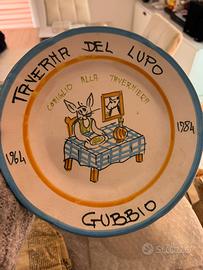 TAVERNA DEL LUPO
CONIGLIO ALLA TAVERNIERA
1964
1984
GUBBIO
Subito